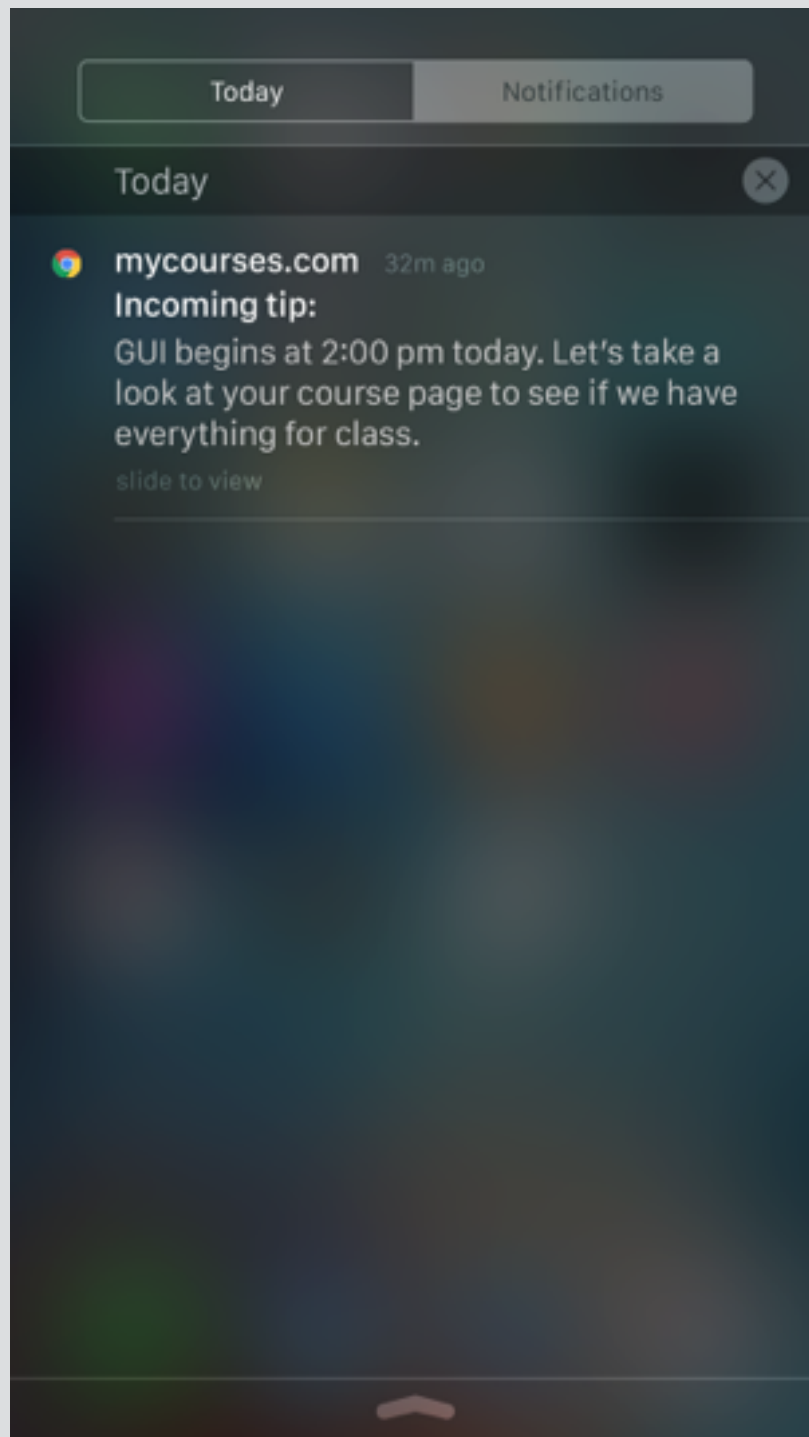 Today
Notifications
Today
mycourses.com 32m ago
Incoming tip:
GUI begins at 2:00 pm today. Let's take a
look at your course page to see if we have
everything for class.
slide to view